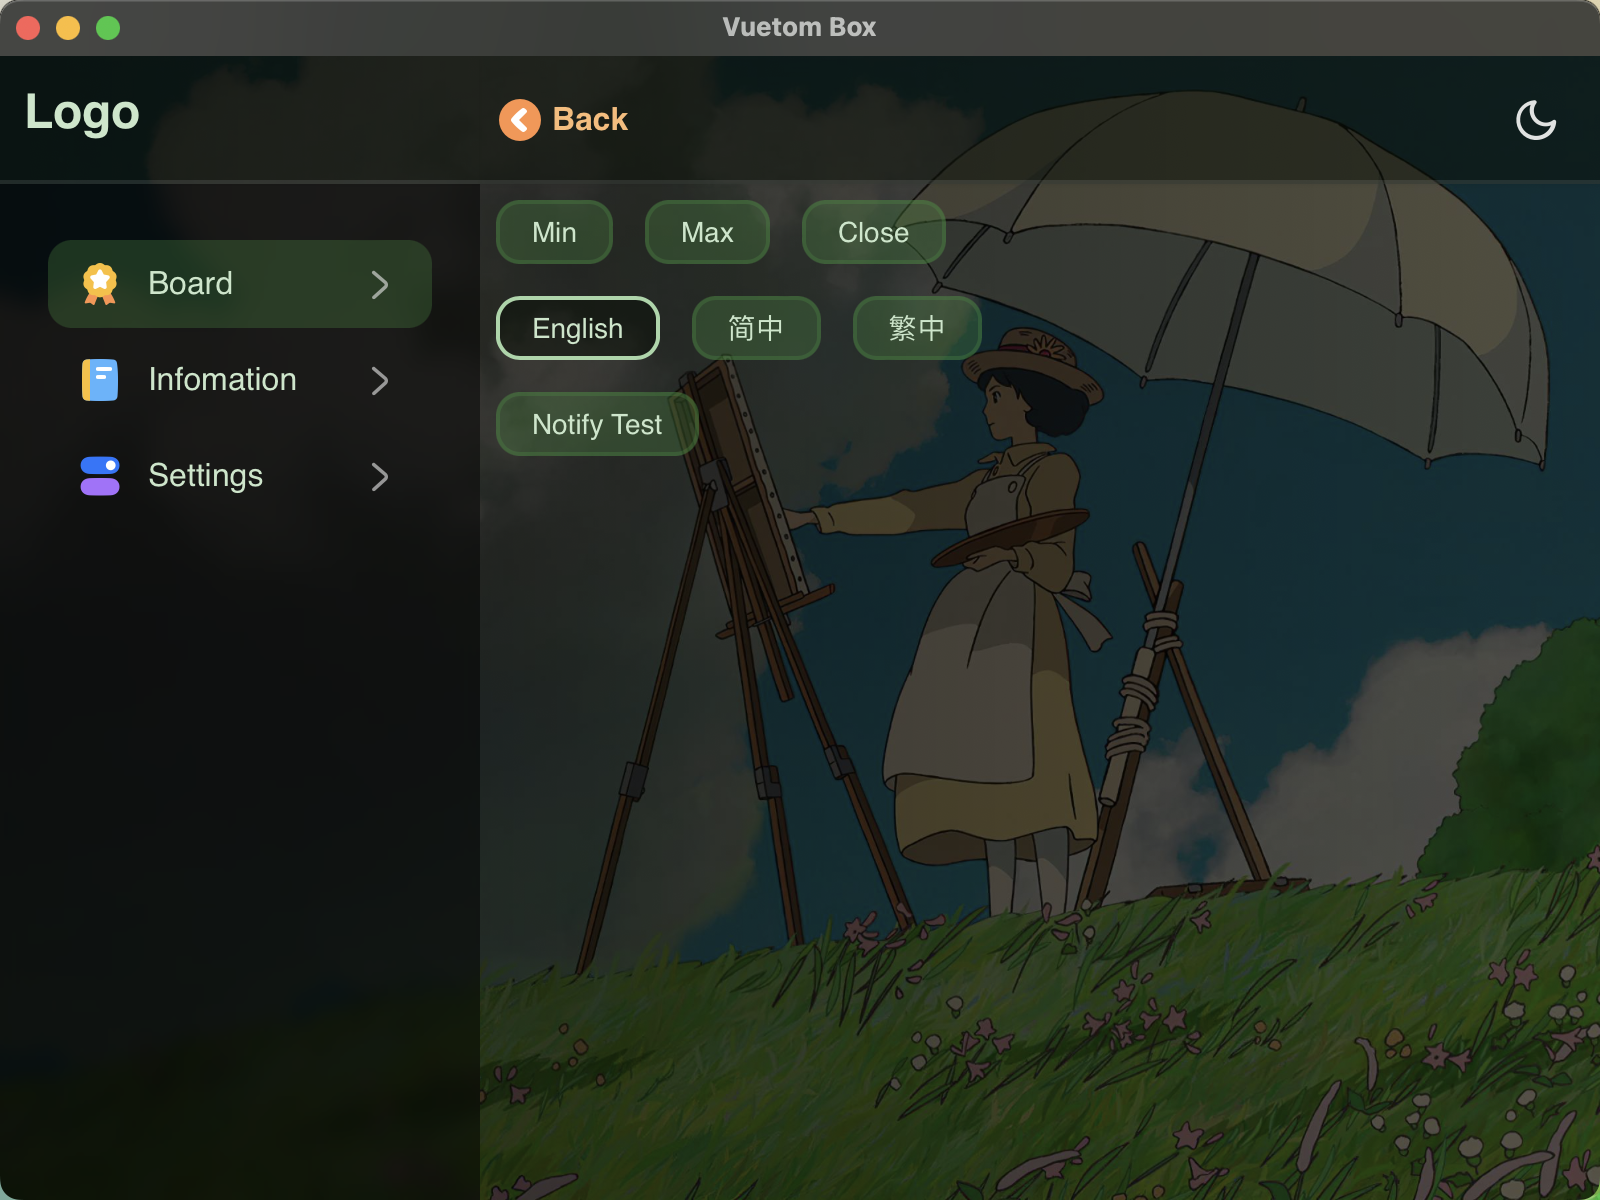 Vuetom Box
Logo
Back
Board
Infomation
Settings
Min Max Close
English 简中 繁中
Notify Test